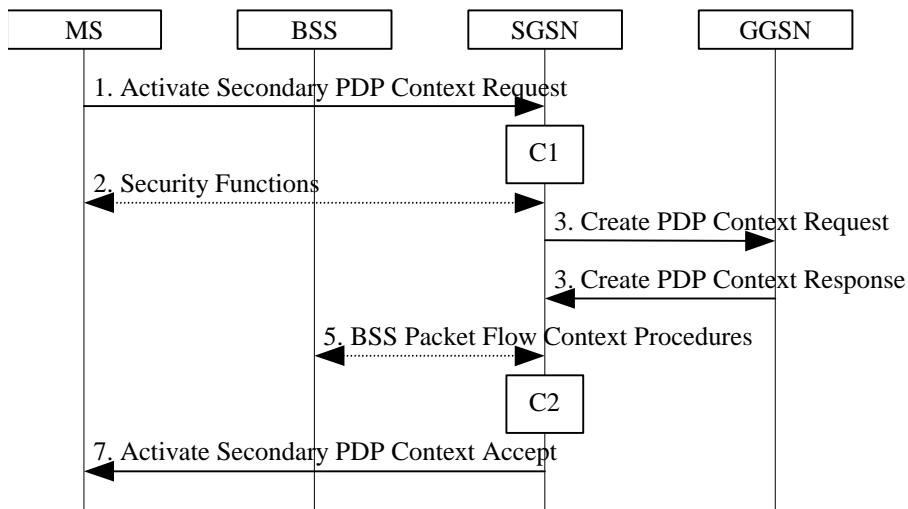 MS
BSS
SGSN
GGSN
1. Activate Secondary PDP Context Request
C1
2. Security Functions
3. Create PDP Context Request
3. Create PDP Context Response
5. BSS Packet Flow Context Procedures
C2
7. Activate Secondary PDP Context Accept